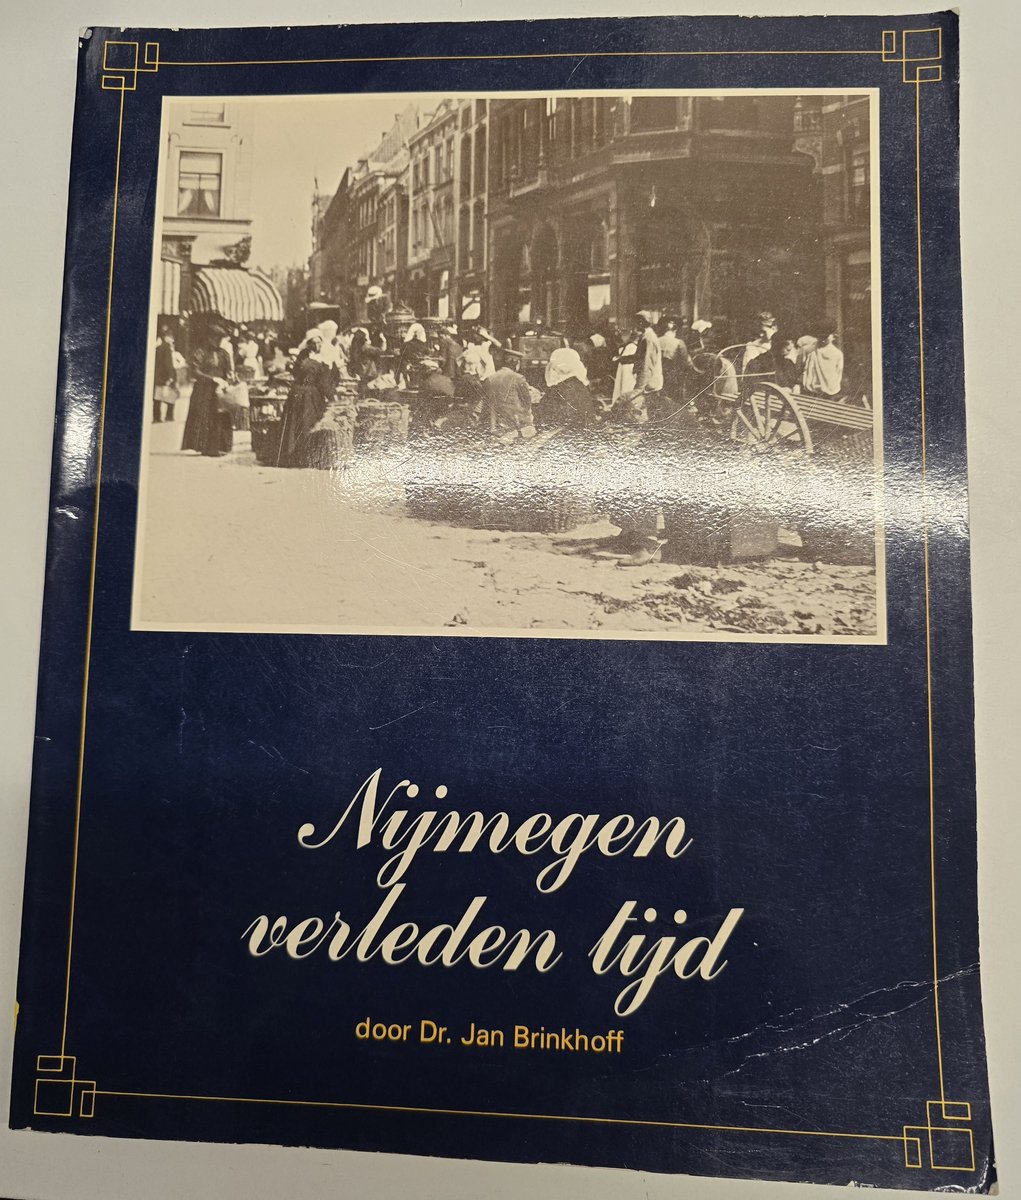 Nijmegen
verleden tijd
door Dr. Jan Brinkhoff